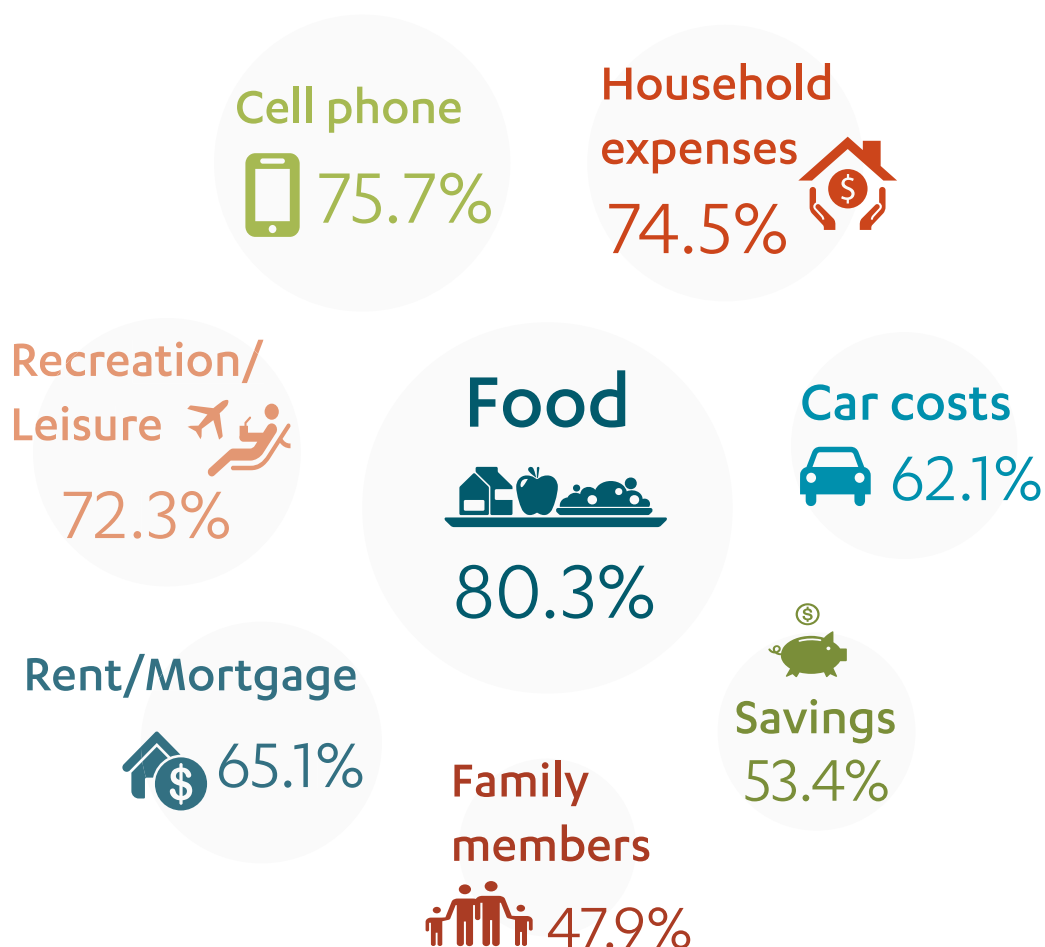 Cell phone
75.7%
Household
expenses
$
74.5%
Recreation/
Leisure
72.3%
Food
80.3%
Car costs
62.1%
Rent/Mortgage
$
65.1%
$
Savings
53.4%
Family
members
47.9%